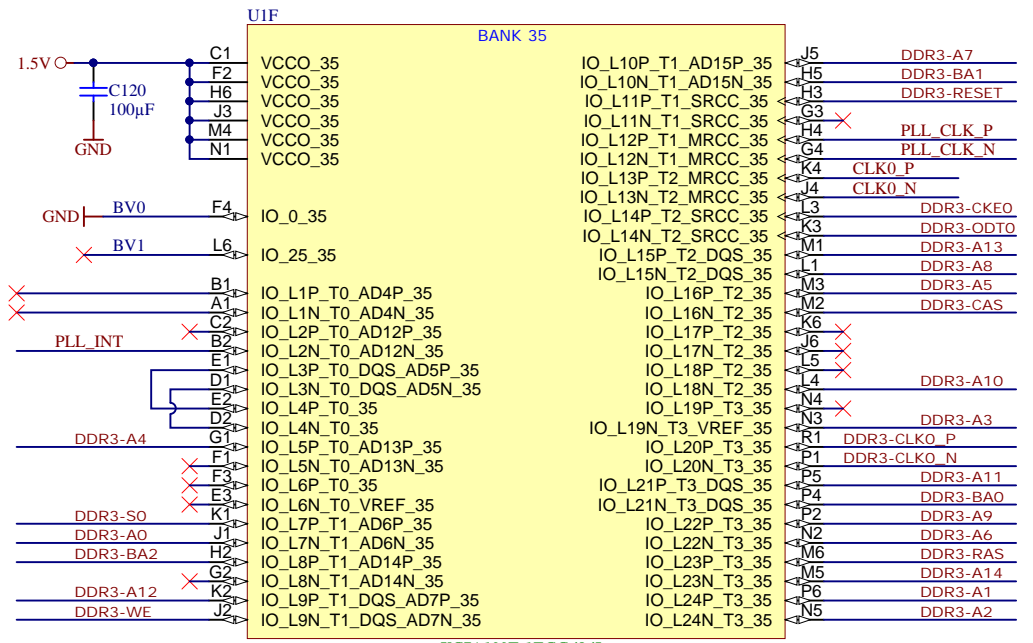 U1F
BANK 35
1.5V
C120
100µF
GND
C1 VCCO_35
F2 VCCO_35
H6 VCCO_35
J3 VCCO_35
M4 VCCO_35
N1 VCCO_35
GND BV0 F4 IO_0_35
BV1 L6 IO_25_35
B1 IO_L1P_T0_AD4P_35
A1 IO_L1N_T0_AD4N_35
C2 IO_L2P_T0_AD12P_35
PLL_INT B2 IO_L2N_T0_AD12N_35
E1 IO_L3P_T0_DQS_AD5P_35
D1 IO_L3N_T0_DQS_AD5N_35
E2 IO_L4P_T0_35
D2 IO_L4N_T0_35
DDR3-A4 G1 IO_L5P_T0_AD13P_35
F1 IO_L5N_T0_AD13N_35
F3 IO_L6P_T0_35
E3 IO_L6N_T0_VREF_35
DDR3-S0 K1 IO_L7P_T1_AD6P_35
DDR3-A0 J1 IO_L7N_T1_AD6N_35
DDR3-BA2 H2 IO_L8P_T1_AD14P_35
G2 IO_L8N_T1_AD14N_35
DDR3-A12 K2 IO_L9P_T1_DQS_AD7P_35
DDR3-WE J2 IO_L9N_T1_DQS_AD7N_35
IO_L10P_T1_AD15P_35 J5 DDR3-A7
IO_L10N_T1_AD15N_35 H5 DDR3-BA1
IO_L11P_T1_SRCC_35 H3 DDR3-RESET
IO_L11N_T1_SRCC_35 G3
IO_L12P_T1_MRCC_35 H4 PLL_CLK_P
IO_L12N_T1_MRCC_35 G4 PLL_CLK_N
IO_L13P_T2_MRCC_35 K4 CLK0_P
IO_L13N_T2_MRCC_35 J4 CLK0_N
IO_L14P_T2_SRCC_35 L3 DDR3-CKE0
IO_L14N_T2_SRCC_35 K3 DDR3-ODT0
IO_L15P_T2_DQS_35 M1 DDR3-A13
IO_L15N_T2_DQS_35 L1 DDR3-A8
IO_L16P_T2_35 M3 DDR3-A5
IO_L16N_T2_35 M2 DDR3-CAS
IO_L17P_T2_35 K6
IO_L17N_T2_35 J6
IO_L18P_T2_35 L5
IO_L18N_T2_35 L4 DDR3-A10
IO_L19P_T3_35 N4
IO_L19N_T3_VREF_35 N3 DDR3-A3
IO_L20P_T3_35 R1 DDR3-CLK0_P
IO_L20N_T3_35 P1 DDR3-CLK0_N
IO_L21P_T3_DQS_35 P5 DDR3-A11
IO_L21N_T3_DQS_35 P4 DDR3-BA0
IO_L22P_T3_35 P2 DDR3-A9
IO_L22N_T3_35 N2 DDR3-A6
IO_L23P_T3_35 M6 DDR3-RAS
IO_L23N_T3_35 M5 DDR3-A14
IO_L24P_T3_35 P6 DDR3-A1
IO_L24N_T3_35 N5 DDR3-A2